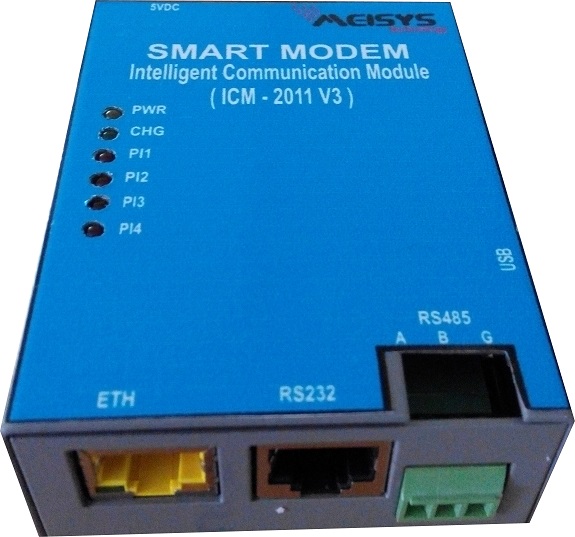 5VDC
MEISYS
Technology
SMART MODEM
Intelligent Communication Module
( ICM - 2011 V3 )
PWR
CHG
PI1
PI2
PI3
PI4
USB
RS485
A B G
ETH
RS232